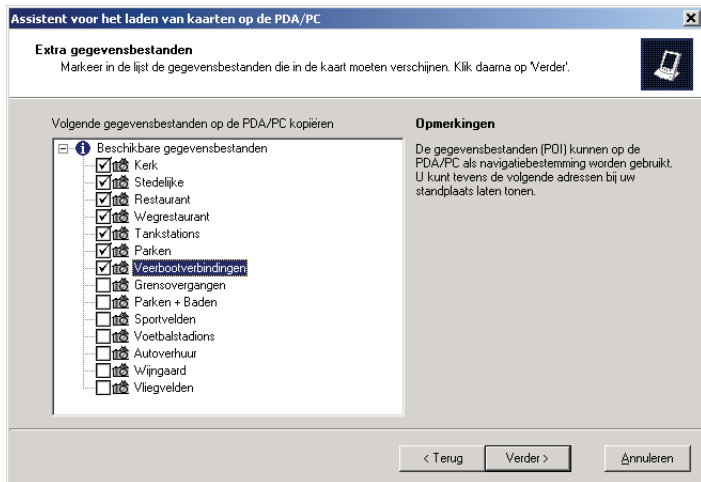 Assistent voor het laden van kaarten op de PDA/PC
Extra gegevensbestanden
Markeer in de lijst de gegevensbestanden die in de kaart moeten verschijnen. Klik daarna op 'Verder'.
Volgende gegevensbestanden op de PDA/PC kopiëren
Beschikbare gegevensbestanden
Kerk
Stedelijke
Restaurant
Wegrestaurant
Tankstations
Parken
Veerbootverbindingen
Grensovergangen
Parken + Baden
Sportvelden
Voetbalstadions
Autoverhuur
Wijngaard
Vliegvelden
Opmerkingen
De gegevensbestanden (POI) kunnen op de
PDA/PC als navigatiebestemming worden gebruikt.
U kunt tevens de volgende adressen bij uw
standplaats laten tonen.
< Terug
Verder >
Annuleren